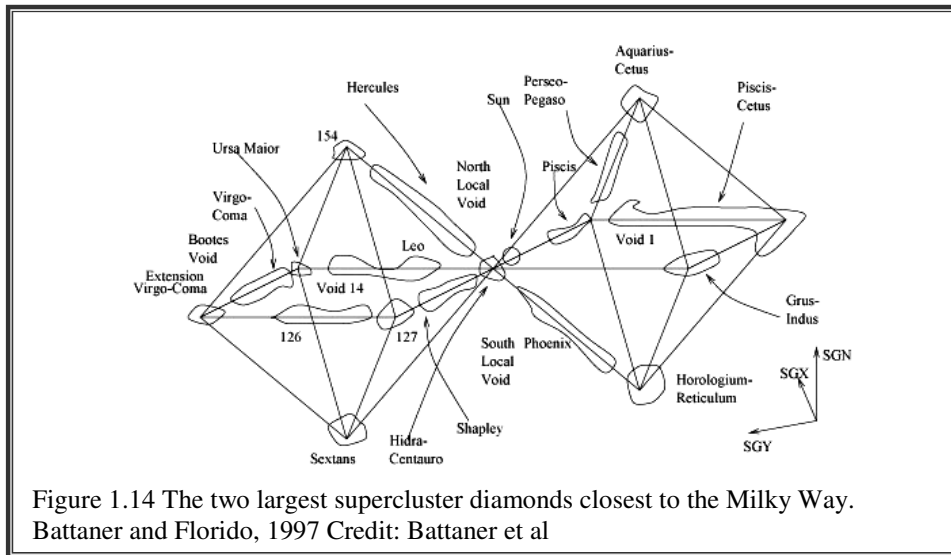 Aquarius-
Cetus
Perseo-
Pegaso
Piscis-
Cetus
Hercules
Sun
154
Ursa Maior
North
Local
Void
Piscis
Virgo-
Coma
Bootes
Void
Leo
Void 1
Extension
Virgo-Coma
Void 14
Grus-
Indus
126
127
South
Local
Void
Phoenix
Horologium-
Reticulum
SGN
SGX
SGY
Shapley
Hidra-
Centauro
Sextans
Figure 1.14 The two largest supercluster diamonds closest to the Milky Way.
Battaner and Florido, 1997 Credit: Battaner et al